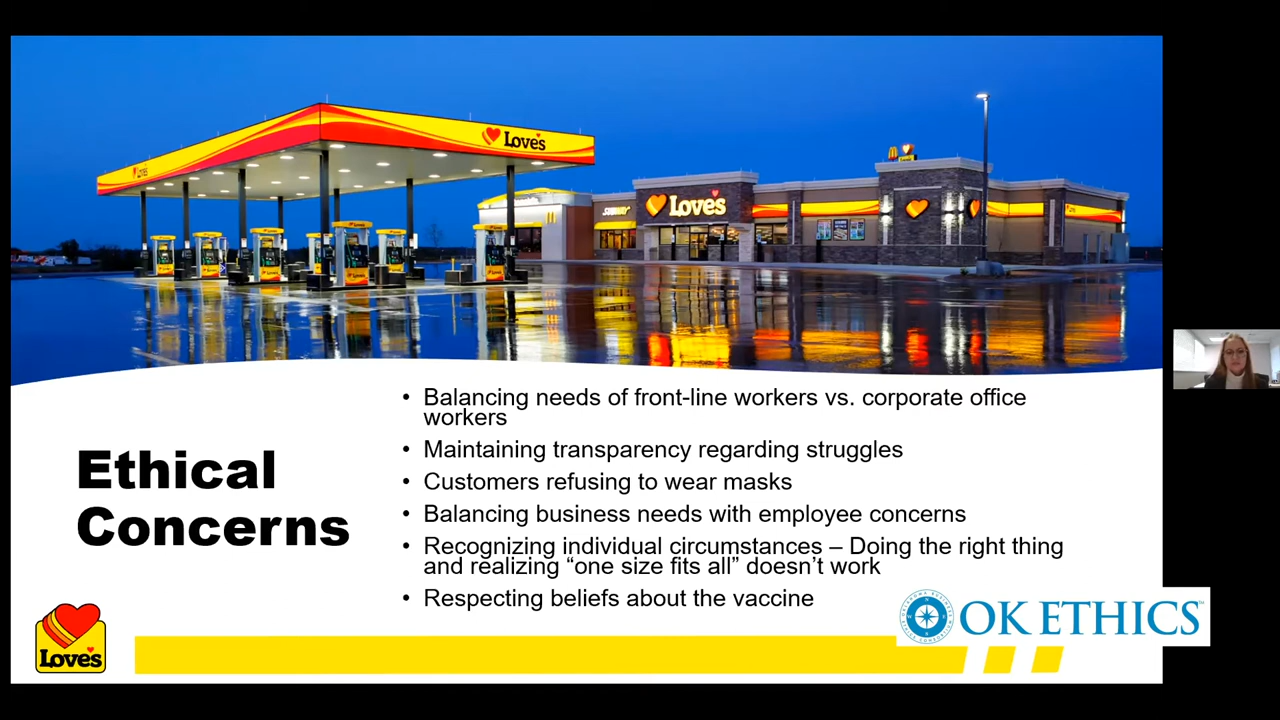 Love's
Love's
SUBWAY
Love's
Ethical
Concerns
• Balancing needs of front-line workers vs. corporate office
workers
• Maintaining transparency regarding struggles
• Customers refusing to wear masks
• Balancing business needs with employee concerns
• Recognizing individual circumstances – Doing the right thing
and realizing “one size fits all” doesn’t work
• Respecting beliefs about the vaccine
Love's
OK ETHICS